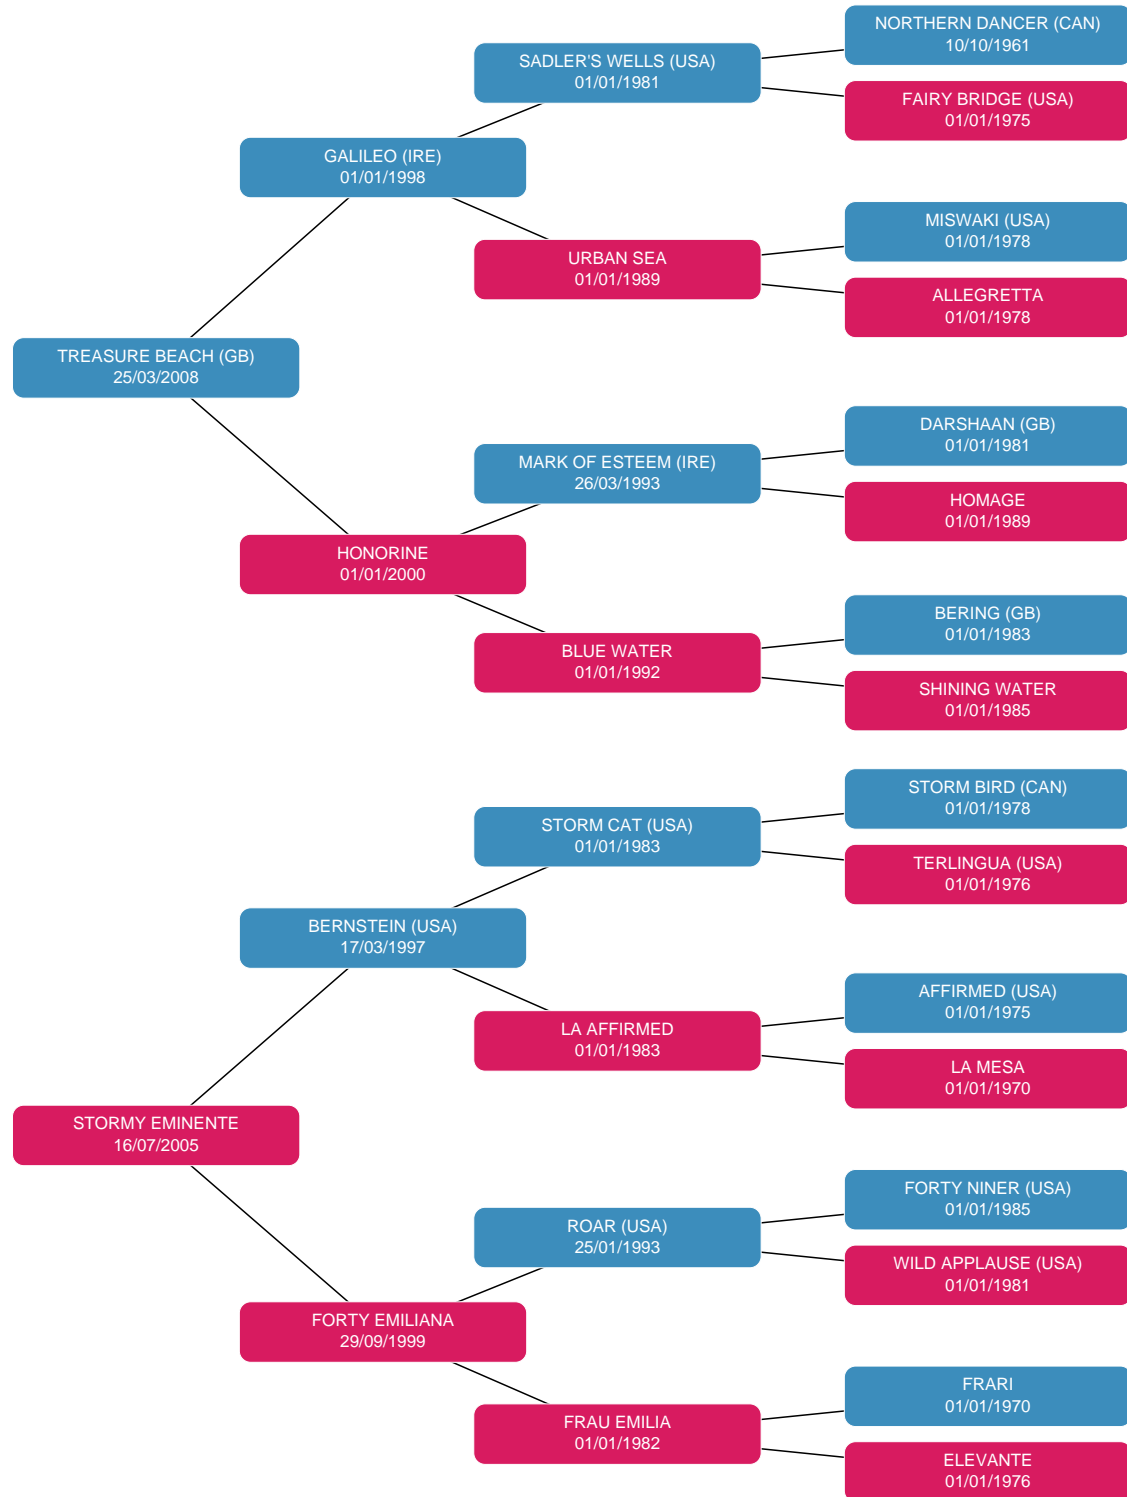 NORTHERN DANCER (CAN)
10/10/1961
SADLER'S WELLS (USA)
01/01/1981
FAIRY BRIDGE (USA)
01/01/1975
GALILEO (IRE)
01/01/1998
MISWAKI (USA)
01/01/1978
URBAN SEA
01/01/1989
ALLEGRETTA
01/01/1978
TREASURE BEACH (GB)
25/03/2008
DARSHAAN (GB)
01/01/1981
MARK OF ESTEEM (IRE)
26/03/1993
HOMAGE
01/01/1989
HONORINE
01/01/2000
BERING (GB)
01/01/1983
BLUE WATER
01/01/1992
SHINING WATER
01/01/1985
STORM BIRD (CAN)
01/01/1978
STORM CAT (USA)
01/01/1983
TERLINGUA (USA)
01/01/1976
BERNSTEIN (USA)
17/03/1997
AFFIRMED (USA)
01/01/1975
LA AFFIRMED
01/01/1983
LA MESA
01/01/1970
STORMY EMINENTE
16/07/2005
FORTY NINER (USA)
01/01/1985
ROAR (USA)
25/01/1993
WILD APPLAUSE (USA)
01/01/1981
FORTY EMILIANA
29/09/1999
FRARI
01/01/1970
FRAU EMILIA
01/01/1982
ELEVANTE
01/01/1976